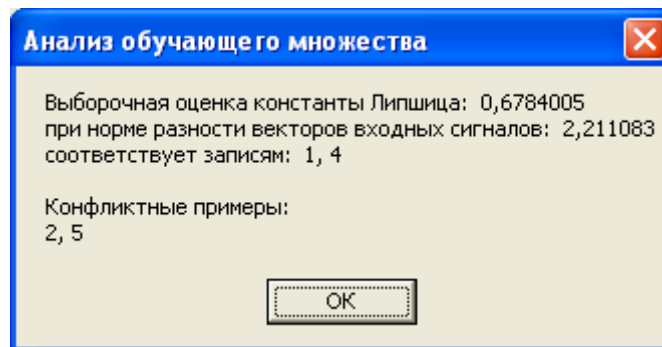 Анализ обучающего множества
Выборочная оценка константы Липшица: 0,6784005
при норме разности векторов входных сигналов: 2,211083
соответствует записям: 1, 4
Конфликтные примеры:
2, 5
ОК